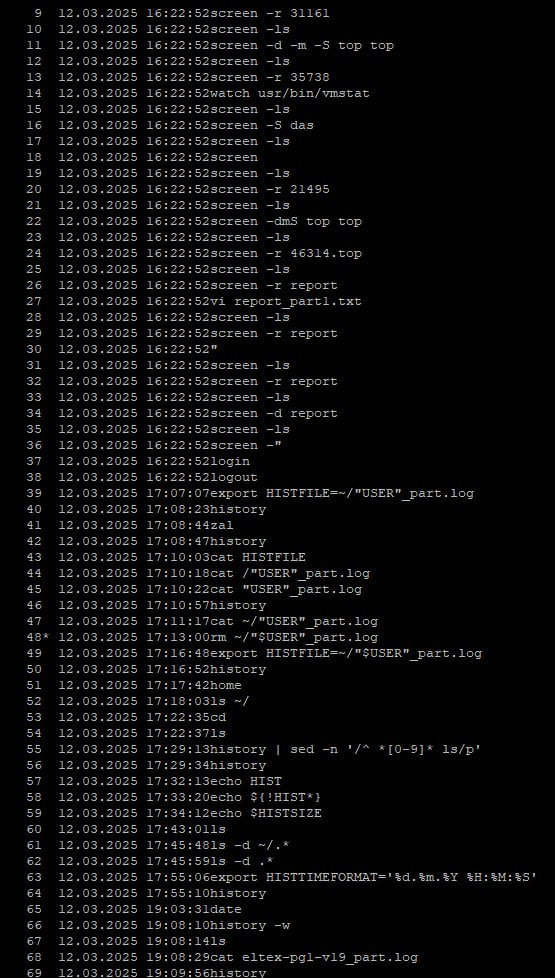 9 12.03.2025 16:22:52screen -r 31161
10 12.03.2025 16:22:52screen -ls
11 12.03.2025 16:22:52screen -d -m -S top top
12 12.03.2025 16:22:52screen -ls
13 12.03.2025 16:22:52screen -r 35738
14 12.03.2025 16:22:52watch usr/bin/vmstat
15 12.03.2025 16:22:52screen -ls
16 12.03.2025 16:22:52screen -S das
17 12.03.2025 16:22:52screen -ls
18 12.03.2025 16:22:52screen
19 12.03.2025 16:22:52screen -ls
20 12.03.2025 16:22:52screen -r 21495
21 12.03.2025 16:22:52screen -ls
22 12.03.2025 16:22:52screen -dmS top top
23 12.03.2025 16:22:52screen -ls
24 12.03.2025 16:22:52screen -r 46314.top
25 12.03.2025 16:22:52screen -ls
26 12.03.2025 16:22:52screen -r report
27 12.03.2025 16:22:52vi report_part1.txt
28 12.03.2025 16:22:52screen -ls
29 12.03.2025 16:22:52screen -r report
30 12.03.2025 16:22:52"
31 12.03.2025 16:22:52screen -ls
32 12.03.2025 16:22:52screen -r report
33 12.03.2025 16:22:52screen -ls
34 12.03.2025 16:22:52screen -d report
35 12.03.2025 16:22:52screen -ls
36 12.03.2025 16:22:52screen -"
37 12.03.2025 16:22:52login
38 12.03.2025 16:22:52logout
39 12.03.2025 17:07:07export HISTFILE=~/"USER"_part.log
40 12.03.2025 17:08:23history
41 12.03.2025 17:08:44zal
42 12.03.2025 17:08:47history
43 12.03.2025 17:10:03cat HISTFILE
44 12.03.2025 17:10:18cat /"USER"_part.log
45 12.03.2025 17:10:22cat "USER"_part.log
46 12.03.2025 17:10:57history
47 12.03.2025 17:11:17cat ~/"USER"_part.log
48* 12.03.2025 17:13:00rm ~/"$USER"_part.log
49 12.03.2025 17:16:48export HISTFILE=~/"$USER"_part.log
50 12.03.2025 17:16:52history
51 12.03.2025 17:17:42home
52 12.03.2025 17:18:03ls ~/
53 12.03.2025 17:22:35cd
54 12.03.2025 17:22:37ls
55 12.03.2025 17:29:13history | sed -n '/^ *[0-9]* ls/p'
56 12.03.2025 17:29:34history
57 12.03.2025 17:32:13echo HIST
58 12.03.2025 17:33:20echo ${!HIST*}
59 12.03.2025 17:34:12echo $HISTSIZE
60 12.03.2025 17:43:01ls
61 12.03.2025 17:45:48ls -d ~/.*
62 12.03.2025 17:45:59ls -d .*
63 12.03.2025 17:55:06export HISTTIMEFORMAT='%d.%m.%Y %H:%M:%S'
64 12.03.2025 17:55:10history
65 12.03.2025 19:03:31date
66 12.03.2025 19:08:10history -w
67 12.03.2025 19:08:14ls
68 12.03.2025 19:08:29cat eltex-pg1-v19_part.log
69 12.03.2025 19:09:56history